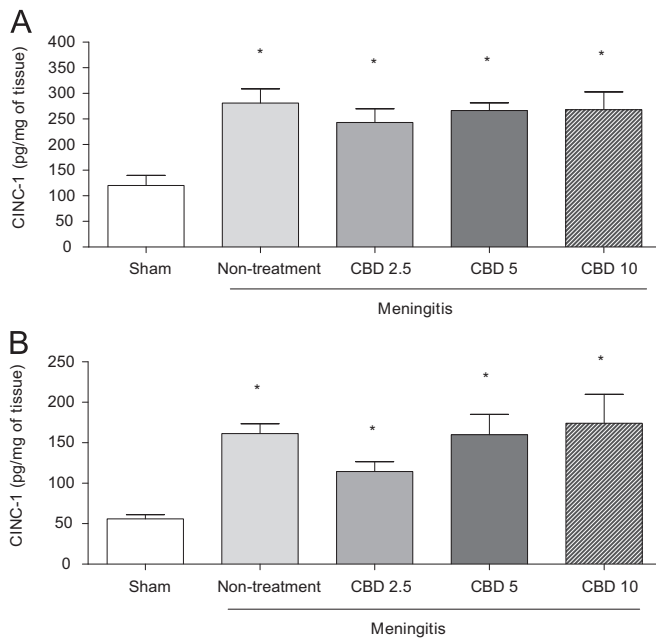 A
CINC-1 (pg/mg of tissue)
400
350
300
250
200
150
100
50
0
* * * *
Sham Non-treatment CBD 2.5 CBD 5 CBD 10
Meningitis
B
CINC-1 (pg/mg of tissue)
250
200
150
100
50
0
* * * *
Sham Non-treatment CBD 2.5 CBD 5 CBD 10
Meningitis